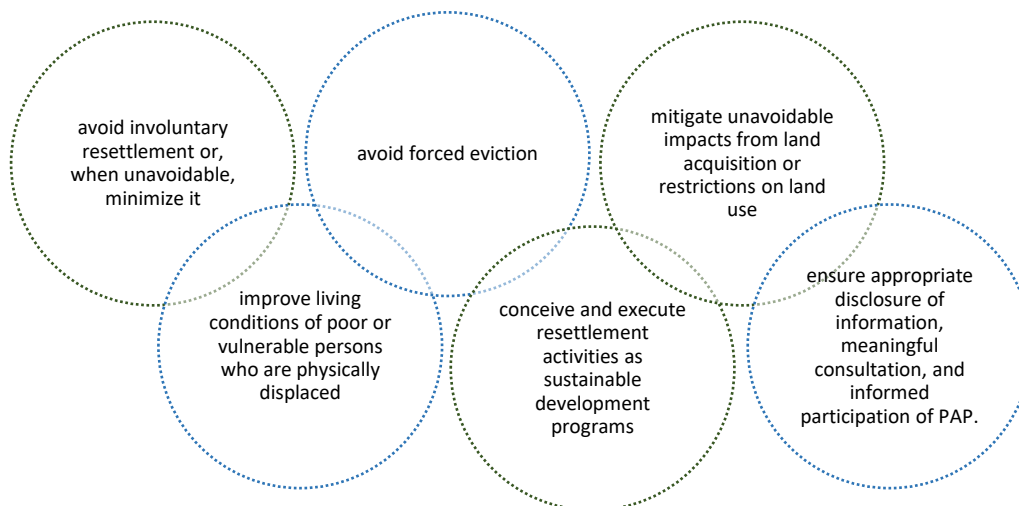 avoid involuntary
resettlement or,
when unavoidable,
minimize it
avoid forced eviction
mitigate unavoidable
impacts from land
acquisition or
restrictions on land
use
improve living
conditions of poor or
vulnerable persons
who are physically
displaced
conceive and execute
resettlement
activities as
sustainable
development
programs
ensure appropriate
disclosure of
information,
meaningful
consultation, and
informed
participation of PAP.